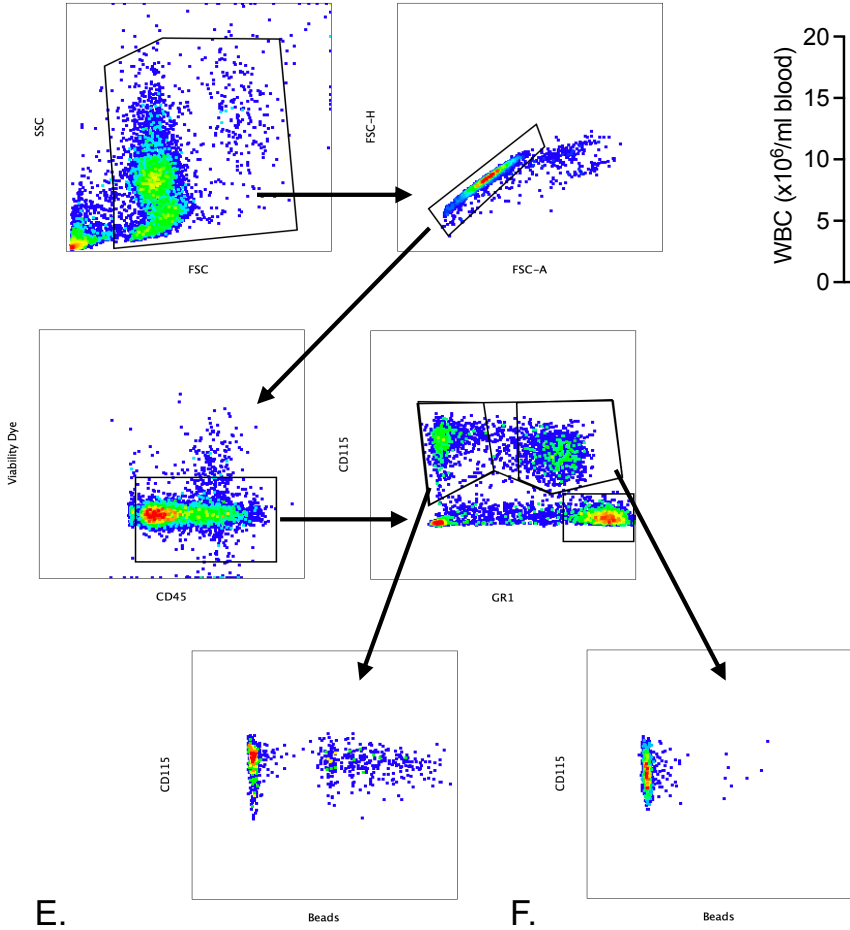 SSC
FSC
FSC-H
FSC-A
WBC (x10⁶/ml blood)
20
15
10
5
0
Viability Dye
CD45
CD115
GR1
CD115
Beads
CD115
Beads
E.
F.